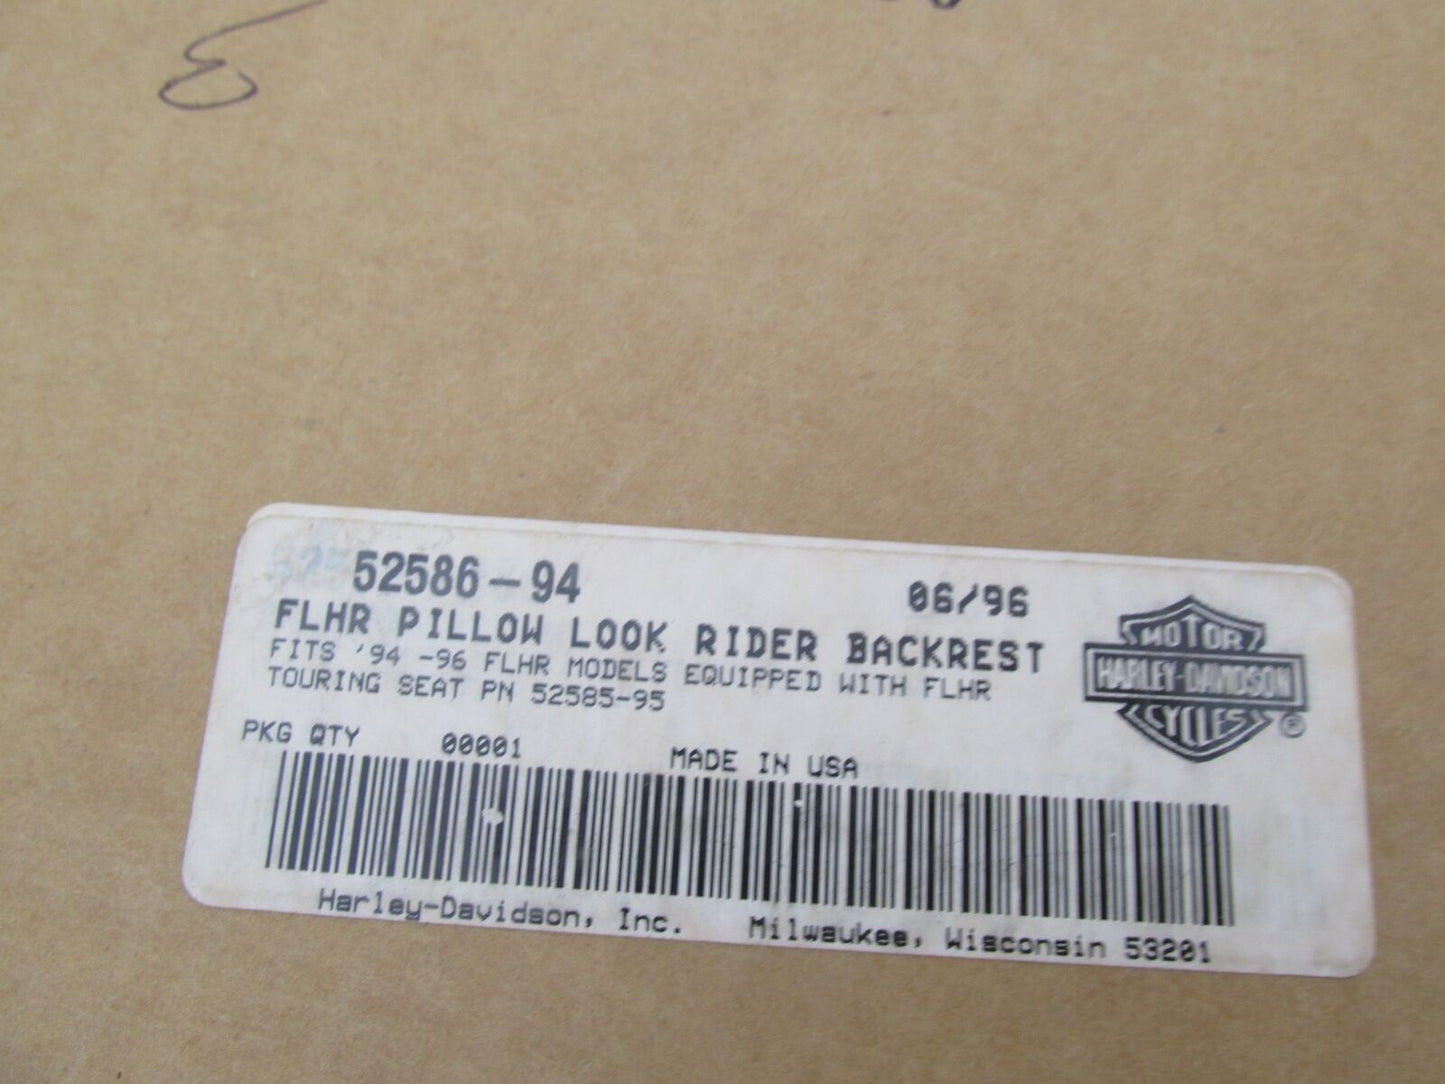 52586-94 06/96
FLHR PILLOW LOOK RIDER BACKREST
FITS '94 -96 FLHR MODELS EQUIPPED WITH FLHR
TOURING SEAT PN 52585-95
MOTOR
HARLEY-DAVIDSON
CYCLES ®
PKG QTY 00001 MADE IN USA
Harley-Davidson, Inc. Milwaukee, Wisconsin 53201